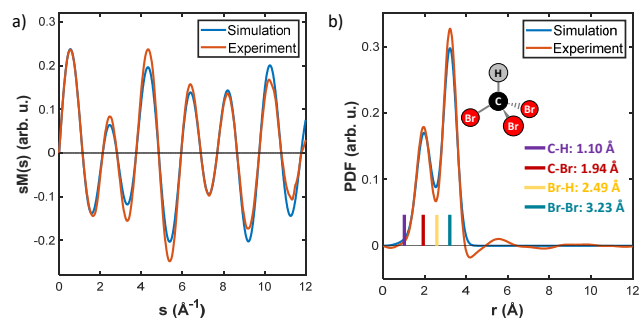 a)
Simulation
Experiment
sM(s) (arb. u.)
0.2
0.1
0
-0.1
-0.2
0 2 4 6 8 10 12
s (Å⁻¹)
b)
Simulation
Experiment
PDF (arb. u.)
0.3
0.2
0.1
0
H
C
Br
Br
Br
C-H: 1.10 Å
C-Br: 1.94 Å
Br-H: 2.49 Å
Br-Br: 3.23 Å
0 2 4 6 8 10 12
r (Å)